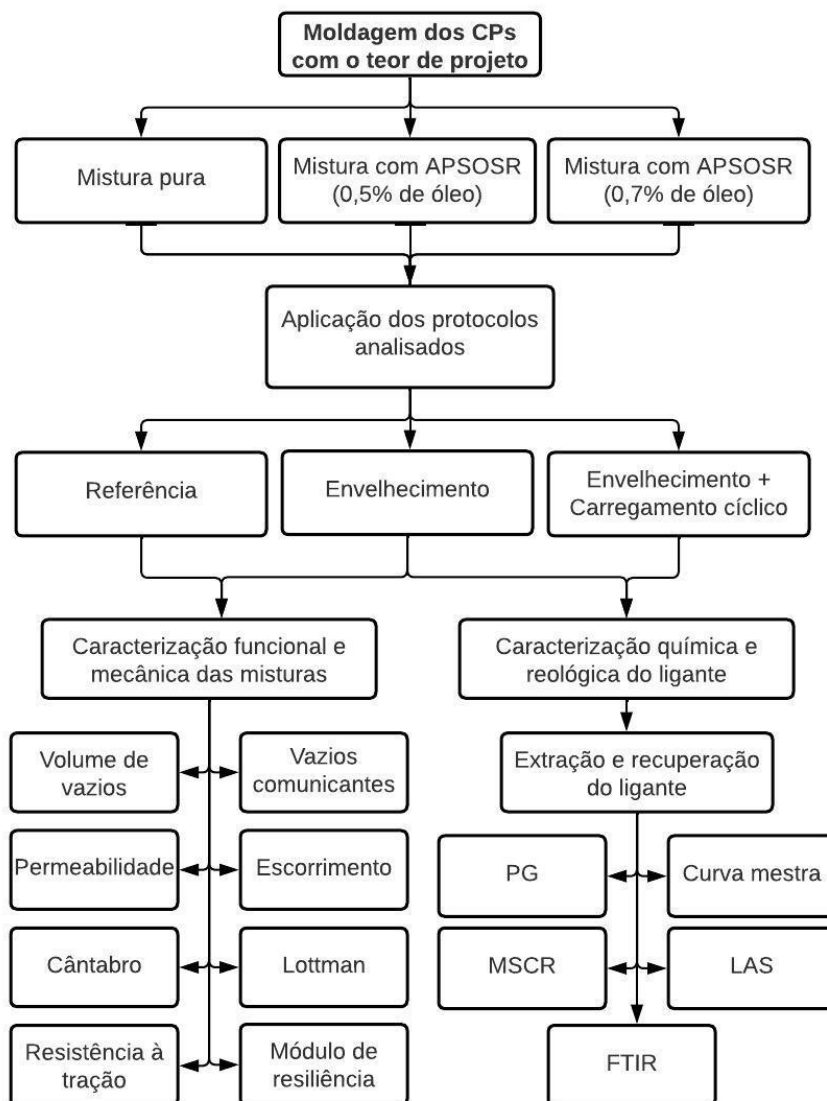 Moldagem dos CPs
com o teor de projeto
Mistura pura
Mistura com APSOSR
(0,5% de óleo)
Mistura com APSOSR
(0,7% de óleo)
Aplicação dos protocolos
analisados
Referência
Envelhecimento
Envelhecimento +
Carregamento cíclico
Caracterização funcional e
mecânica das misturas
Caracterização química e
reológica do ligante
Volume de
vazios
Vazios
comunicantes
Extração e recuperação
do ligante
Permeabilidade
Escorrimento
PG
Curva mestra
Cântabro
Lottman
MSCR
LAS
Resistência à
tração
Módulo de
resiliência
FTIR